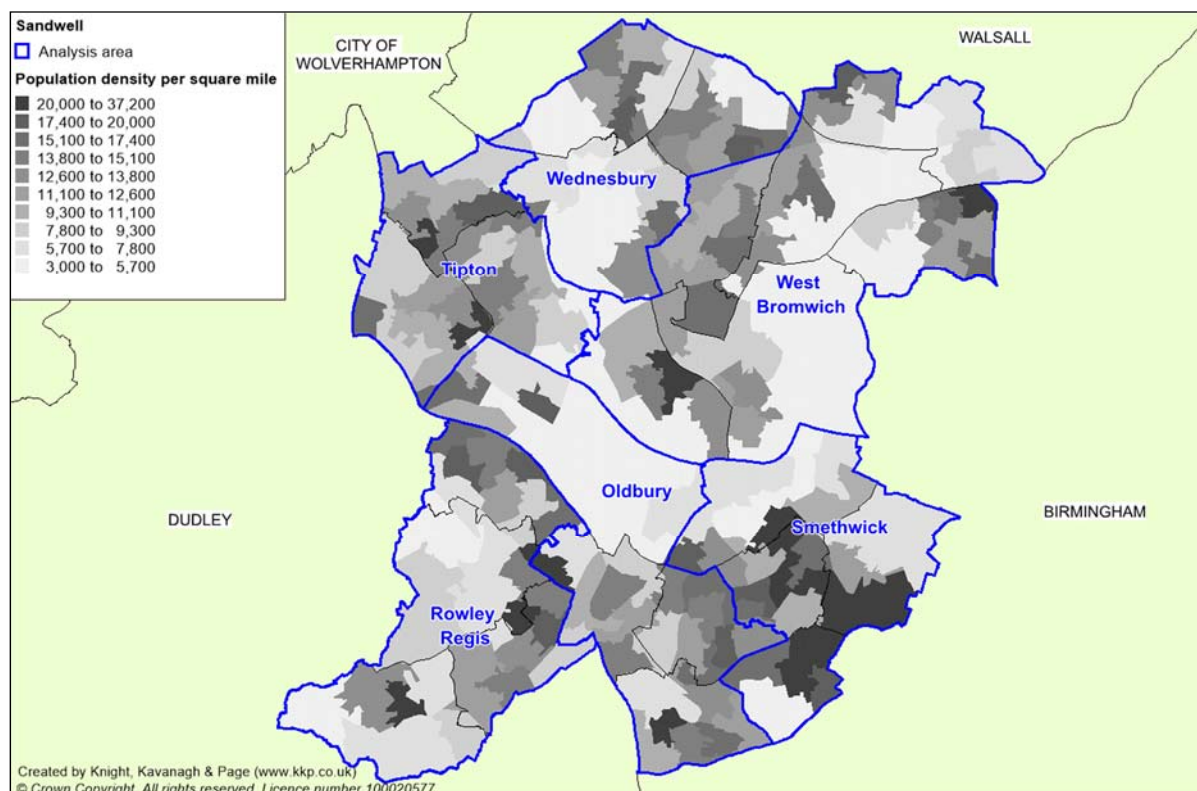 Sandwell
Analysis area
Population density per square mile
20,000 to 37,200
17,400 to 20,000
15,100 to 17,400
13,800 to 15,100
12,600 to 13,800
11,100 to 12,600
9,300 to 11,100
7,800 to 9,300
5,700 to 7,800
3,000 to 5,700
CITY OF
WOLVERHAMPTON
WALSALL
Wednesbury
Tipton
West
Bromwich
Oldbury
DUDLEY
Smethwick
BIRMINGHAM
Rowley
Regis
Created by Knight, Kavanagh & Page (www.kkp.co.uk)
© Crown Copyright. All rights reserved. Licence number 100020577